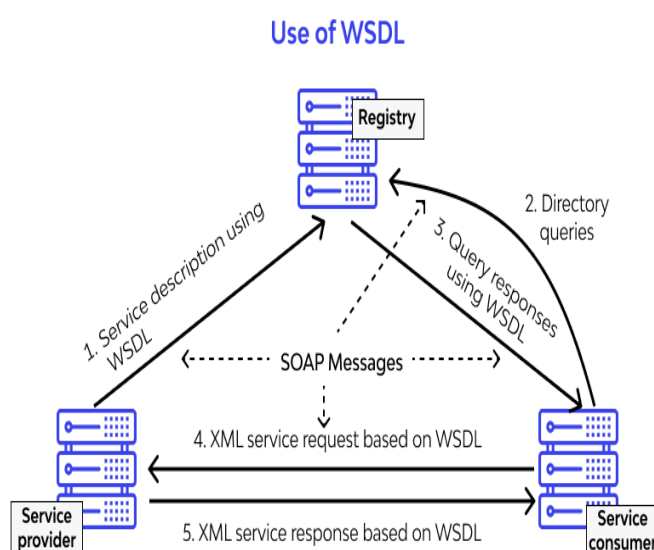 Use of WSDL
Registry
1. Service description using
WSDL
2. Directory
queries
3. Query responses
using WSDL
SOAP Messages
4. XML service request based on WSDL
5. XML service response based on WSDL
Service
provider
Service
consumer